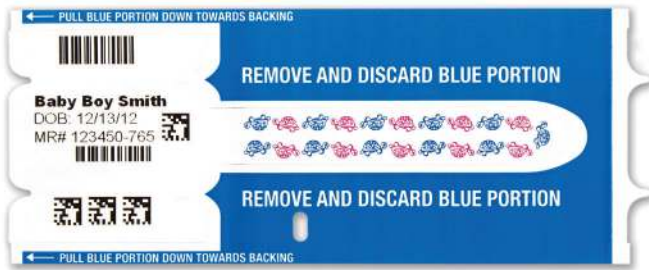 PULL BLUE PORTION DOWN TOWARDS BACKING
REMOVE AND DISCARD BLUE PORTION
Baby Boy Smith
DOB: 12/13/12
MR# 123450-765
REMOVE AND DISCARD BLUE PORTION
PULL BLUE PORTION DOWN TOWARDS BACKING